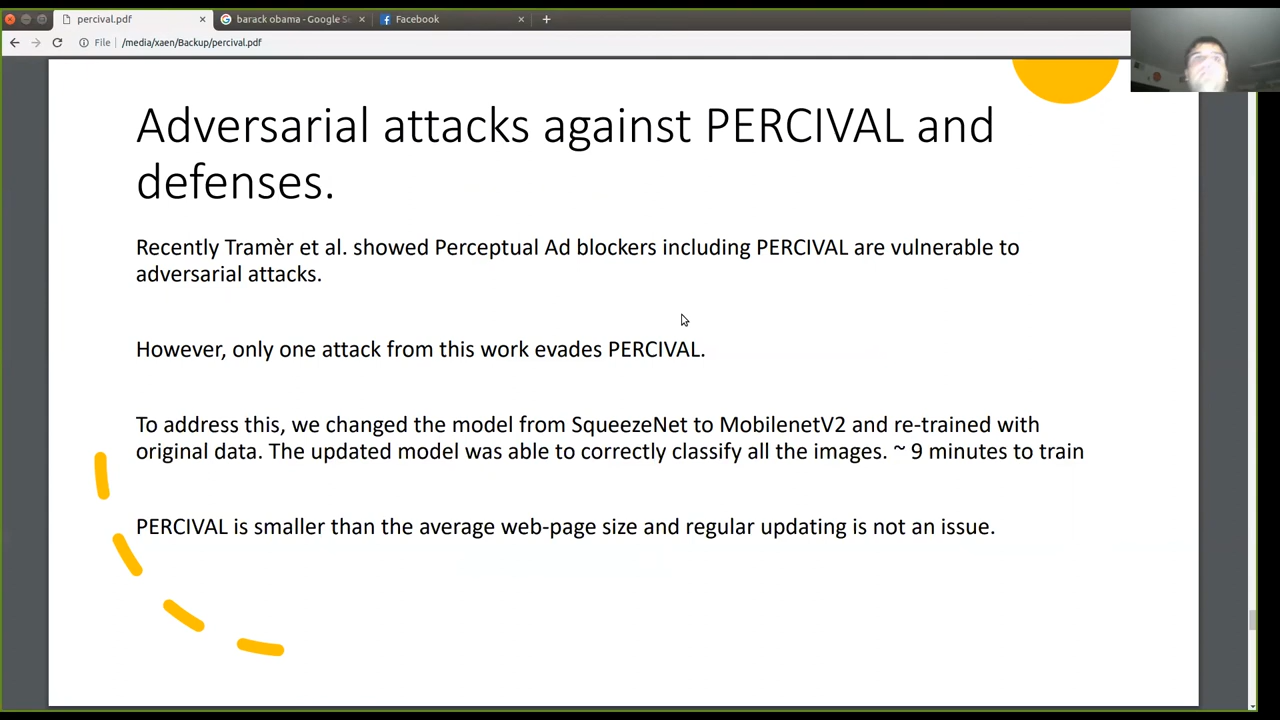 percival.pdf
barack obama - Google Se
Facebook
File
/media/xaen/Backup/percival.pdf
Adversarial attacks against PERCIVAL and
defenses.
Recently Tramèr et al. showed Perceptual Ad blockers including PERCIVAL are vulnerable to
adversarial attacks.
However, only one attack from this work evades PERCIVAL.
To address this, we changed the model from SqueezeNet to MobilenetV2 and re-trained with
original data. The updated model was able to correctly classify all the images. ~ 9 minutes to train
PERCIVAL is smaller than the average web-page size and regular updating is not an issue.